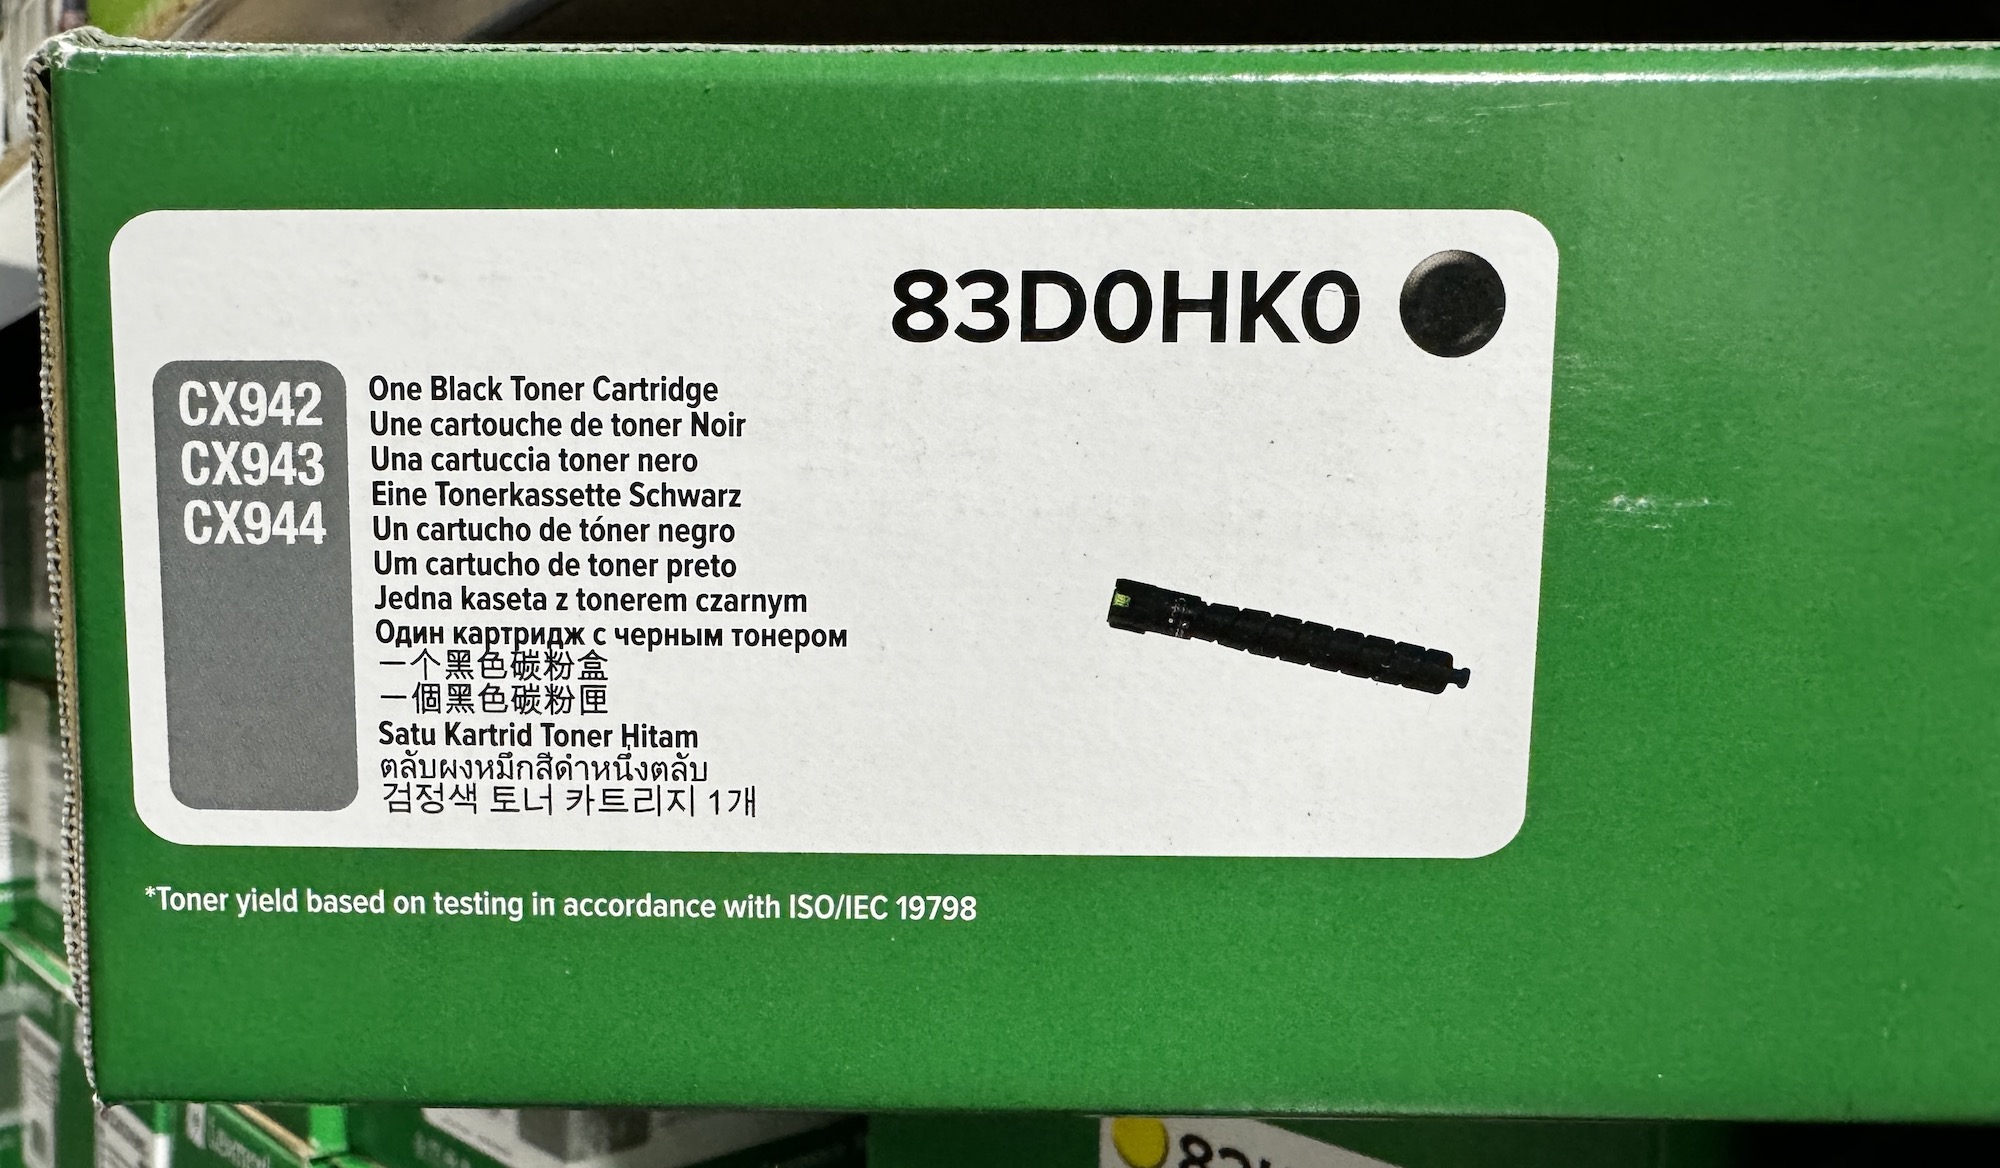 83D0HK0
CX942
CX943
CX944
One Black Toner Cartridge
Une cartouche de toner Noir
Una cartuccia toner nero
Eine Tonerkassette Schwarz
Un cartucho de tóner negro
Um cartucho de toner preto
Jedna kaseta z tonerem czarnym
Один картридж с черным тонером
一个黑色碳粉盒
一個黑色碳粉匣
Satu Kartrid Toner Hitam
ตลับผงหมึกสีดำหนึ่งตลับ
검정색 토너 카트리지 1개
*Toner yield based on testing in accordance with ISO/IEC 19798
Lexmark